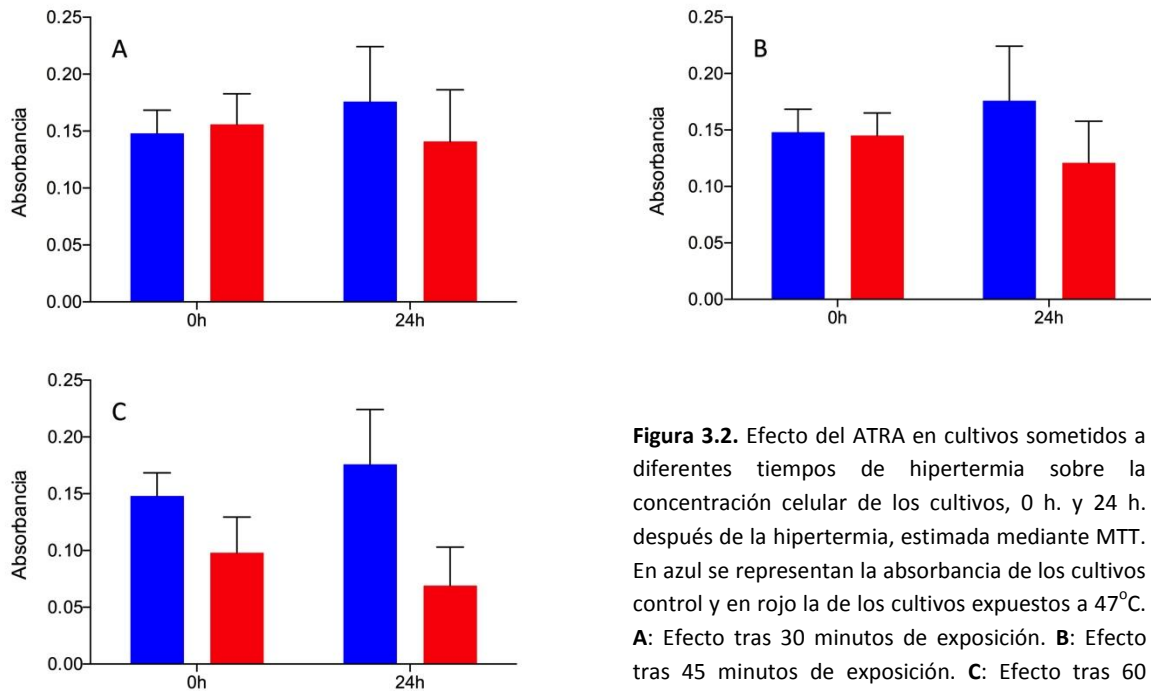 A
Absorbancia
0.25
0.20
0.15
0.10
0.05
0.00
0h
24h
B
Absorbancia
0.25
0.20
0.15
0.10
0.05
0.00
0h
24h
C
Absorbancia
0.25
0.20
0.15
0.10
0.05
0.00
0h
24h
Figura 3.2. Efecto del ATRA en cultivos sometidos a
diferentes tiempos de hipertermia sobre la
concentración celular de los cultivos, 0 h. y 24 h.
después de la hipertermia, estimada mediante MTT.
En azul se representan la absorbancia de los cultivos
control y en rojo la de los cultivos expuestos a 47°C.
A: Efecto tras 30 minutos de exposición. B: Efecto
tras 45 minutos de exposición. C: Efecto tras 60